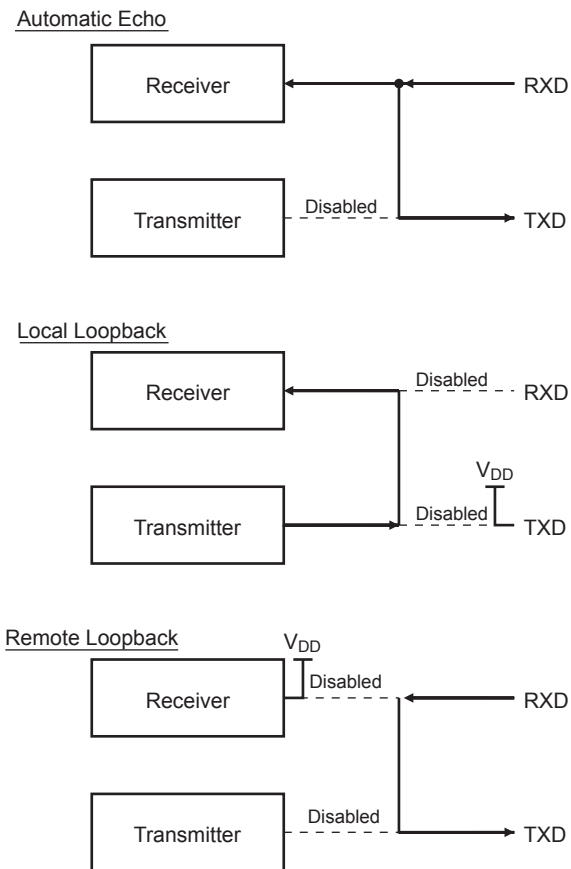 Automatic Echo
Receiver
RXD
Transmitter
Disabled
TXD
Local Loopback
Receiver
Disabled
RXD
VDD
Transmitter
Disabled
TXD
Remote Loopback
VDD
Receiver
Disabled
RXD
Transmitter
Disabled
TXD